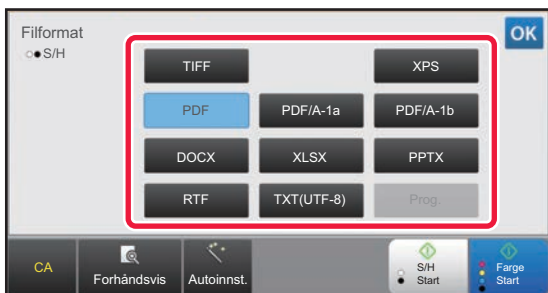 Filformat
OK
S/H
TIFF
XPS
PDF
PDF/A-1a
PDF/A-1b
DOCX
XLSX
PPTX
RTF
TXT(UTF-8)
Prog.
CA
Forhåndsvis
Autoinnst.
S/H
Start
Farge
Start